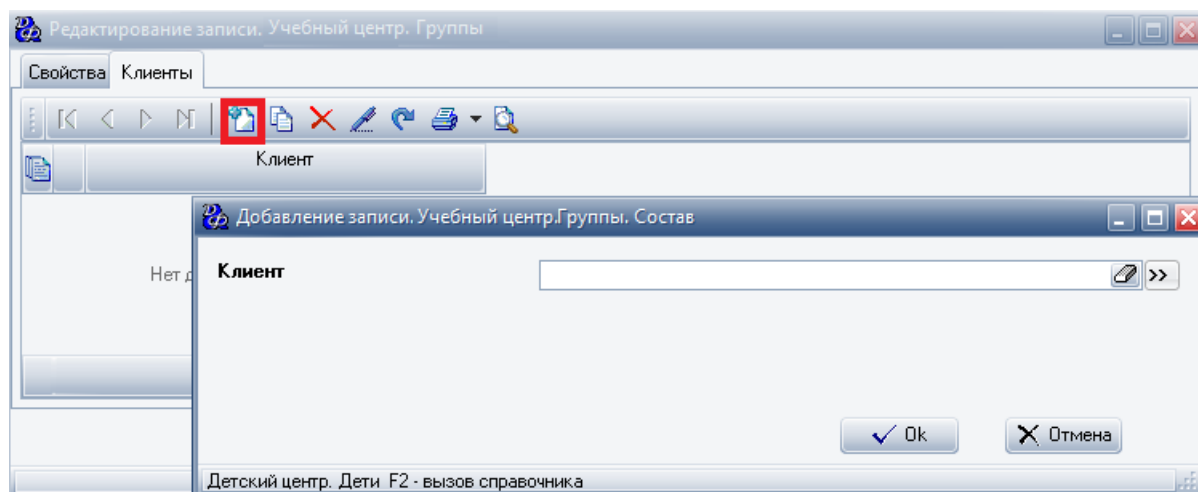 Редактирование записи. Учебный центр. Группы
Свойства Клиенты
Клиент
Добавление записи. Учебный центр.Группы. Состав
Нет д
Клиент
>>
Ok Отмена
Детский центр. Дети F2 - вызов справочника